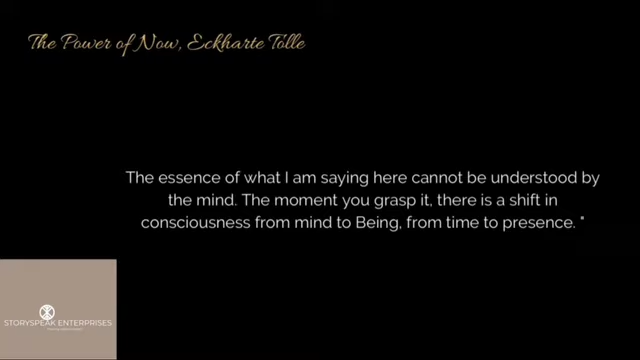 The Power of Now, Eckharte Tolle
The essence of what I am saying here cannot be understood by
the mind. The moment you grasp it, there is a shift in
consciousness from mind to Being, from time to presence. "
STORYSPEAK ENTERPRISES